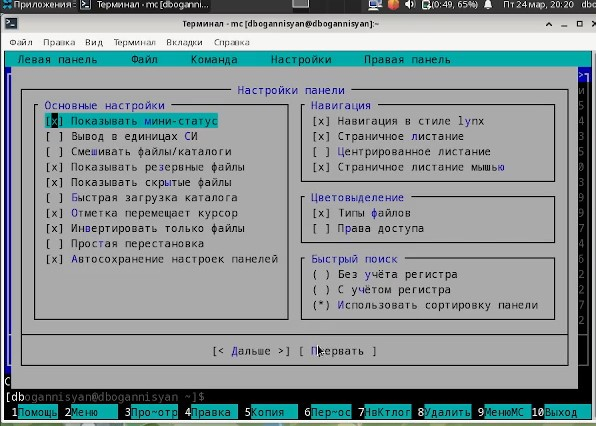 Приложения Терминал - mc [dbogannisyan@dbogannisyan... (0:49, 65%) Пт 24 мар, 20:20
Терминал - mc [dbogannisyan@dbogannisyan]:~
Файл Правка Вид Терминал Вкладки Справка
Левая панель Файл Команда Настройки Правая панель
Настройки панели
Основные настройки
[x] Показывать мини-статус
[ ] Вывод в единицах СИ
[ ] Смешивать файлы/каталоги
[x] Показывать резервные файлы
[x] Показывать скрытые файлы
[ ] Быстрая загрузка каталога
[x] Отметка перемещает курсор
[x] Инвертировать только файлы
[ ] Простая перестановка
[x] Автосохранение настроек панелей
Навигация
[x] Навигация в стиле lynx
[x] Страничное листание
[ ] Центрированное листание
[x] Страничное листание мышью
Цветовыделение
[x] Типы файлов
[ ] Права доступа
Быстрый поиск
( ) Без учёта регистра
( ) С учётом регистра
(*) Использовать сортировку панели
[< Дальше >] [ Прервать ]
[dbogannisyan@dbogannisyan ~]$
1Помощь 2Меню 3Про~отр 4Правка 5Копия 6Пер~ос 7НвКтлог 8Удалить 9МенюMC 10Выход